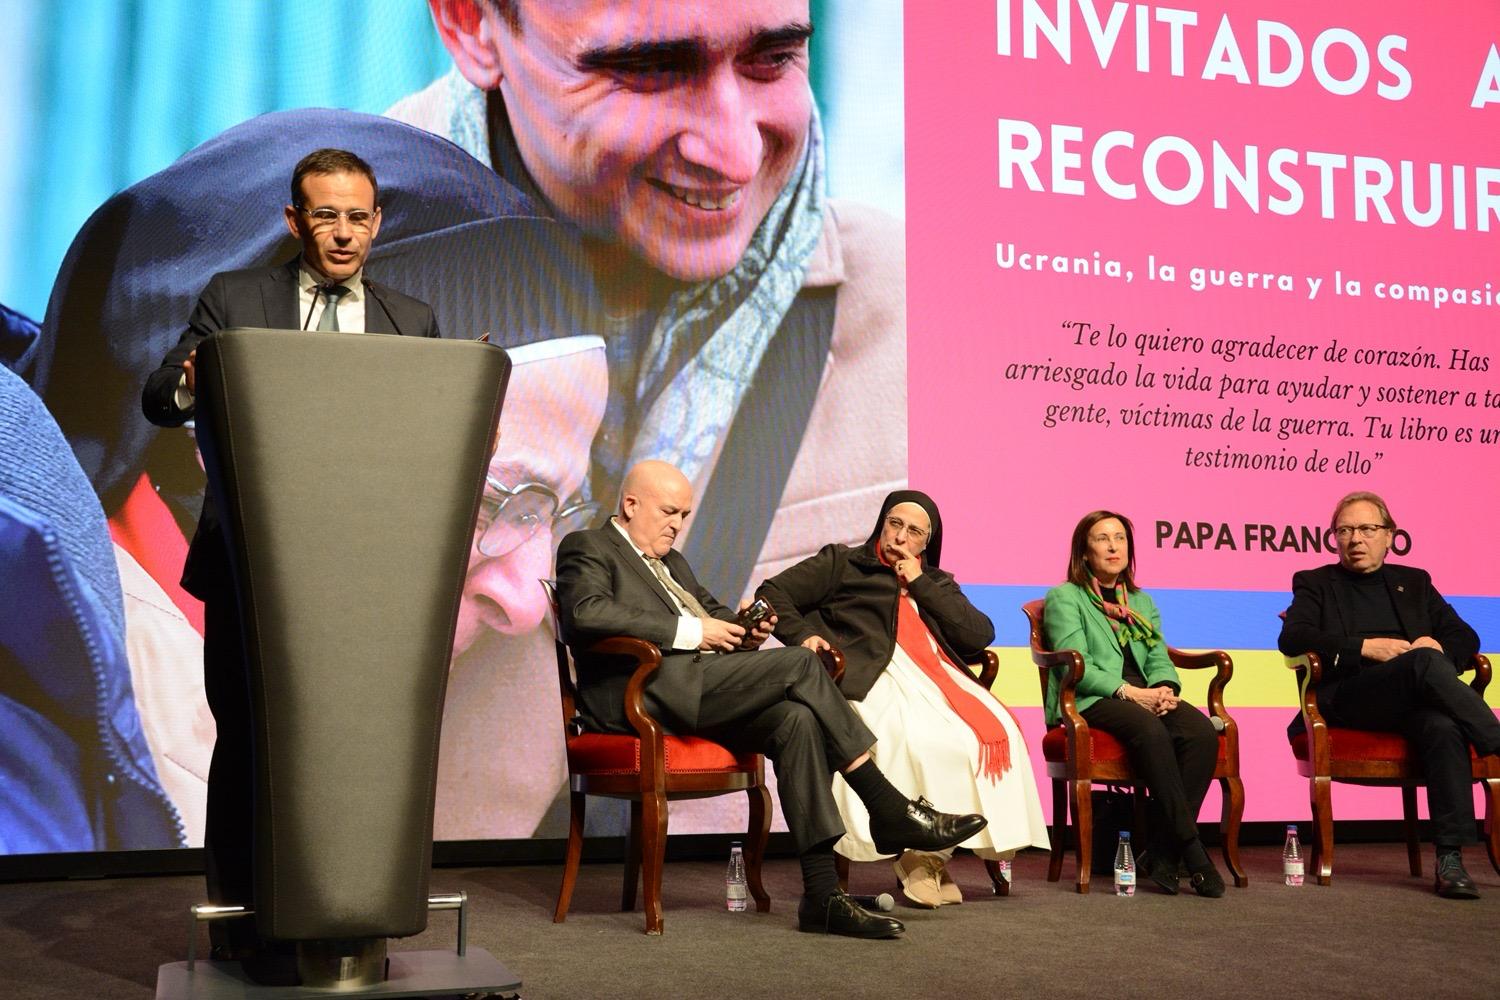 INVITADOS A
RECONSTRUIR
Ucrania, la guerra y la compasió
“Te lo quiero agradecer de corazón. Has
arriesgado la vida para ayudar y sostener a ta
gente, víctimas de la guerra. Tu libro es un
testimonio de ello”
PAPA FRANC O